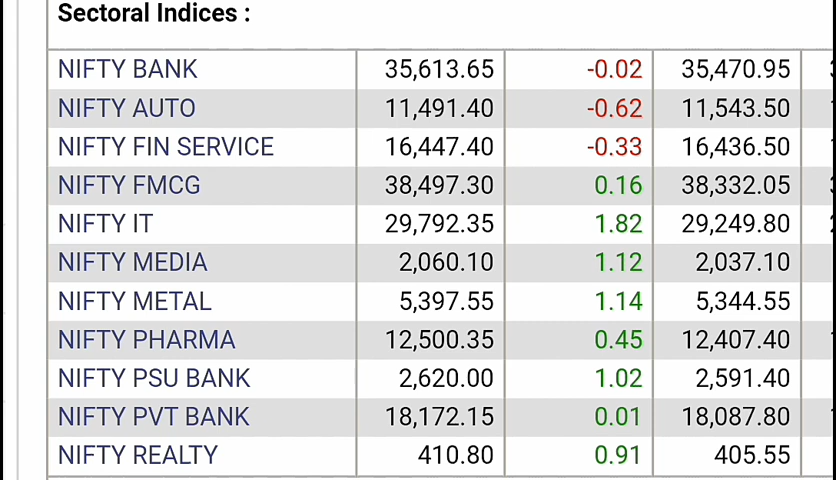 Sectoral Indices :
NIFTY BANK 35,613.65 -0.02 35,470.95
NIFTY AUTO 11,491.40 -0.62 11,543.50
NIFTY FIN SERVICE 16,447.40 -0.33 16,436.50
NIFTY FMCG 38,497.30 0.16 38,332.05
NIFTY IT 29,792.35 1.82 29,249.80
NIFTY MEDIA 2,060.10 1.12 2,037.10
NIFTY METAL 5,397.55 1.14 5,344.55
NIFTY PHARMA 12,500.35 0.45 12,407.40
NIFTY PSU BANK 2,620.00 1.02 2,591.40
NIFTY PVT BANK 18,172.15 0.01 18,087.80
NIFTY REALTY 410.80 0.91 405.55